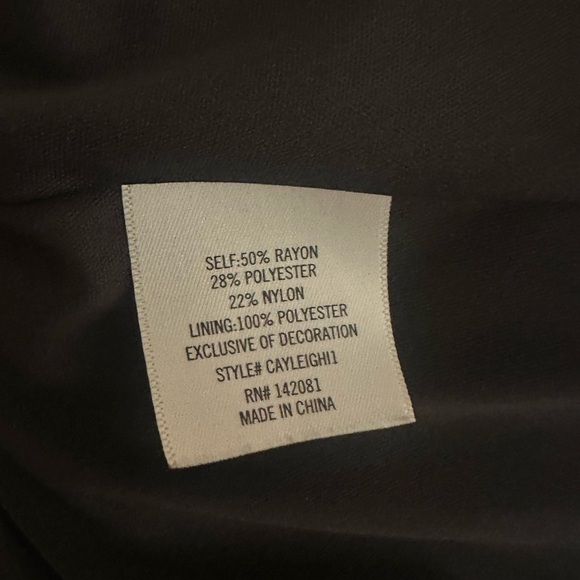 SELF:50% RAYON
28% POLYESTER
22% NYLON
LINING:100% POLYESTER
EXCLUSIVE OF DECORATION
STYLE# CAYLEIGHI1
RN# 142081
MADE IN CHINA